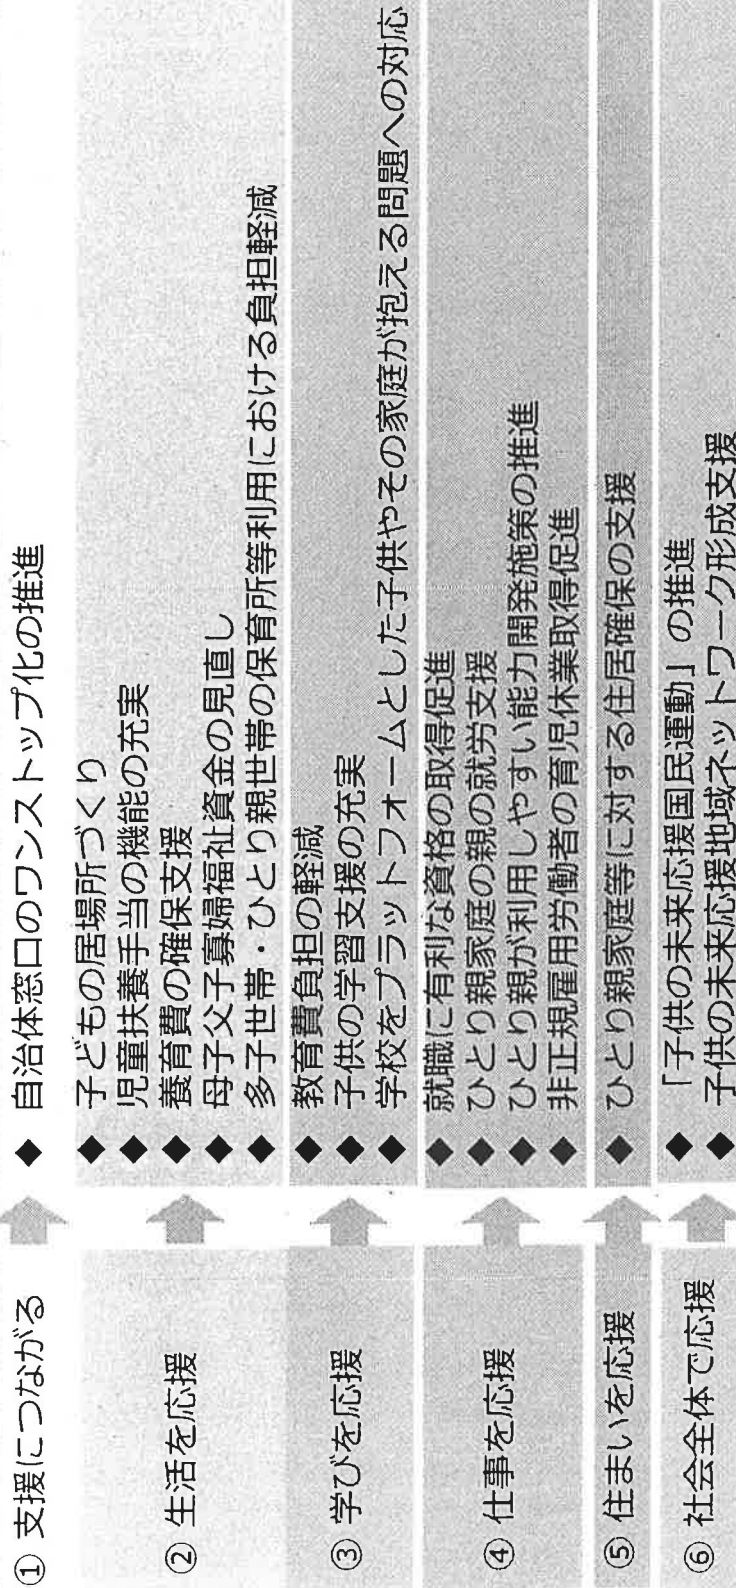 ① 支援につながる
◆ 自治体窓口のワンストップ化の推進
② 生活を応援
◆ 子どもの居場所づくり
◆ 児童扶養手当の機能の充実
◆ 養育費の確保支援
◆ 母子父子寡婦福祉資金の見直し
◆ 多子世帯・ひとり親世帯の保育所等利用における負担軽減
③ 学びを応援
◆ 教育費負担の軽減
◆ 子供の学習支援の充実
◆ 学校をプラットフォームとした子供やその家庭が抱える問題への対応
④ 仕事を応援
◆ 就職に有利な資格の取得促進
◆ ひとり親家庭の親の就労支援
◆ ひとり親が利用しやすい能力開発施策の推進
◆ 非正規雇用労働者の育児休業取得促進
⑤ 住まいを応援
◆ ひとり親家庭等に対する住居確保の支援
⑥ 社会全体で応援
◆ 「子供の未来応援国民運動」の推進
◆ 子供の未来応援地域ネットワーク形成支援